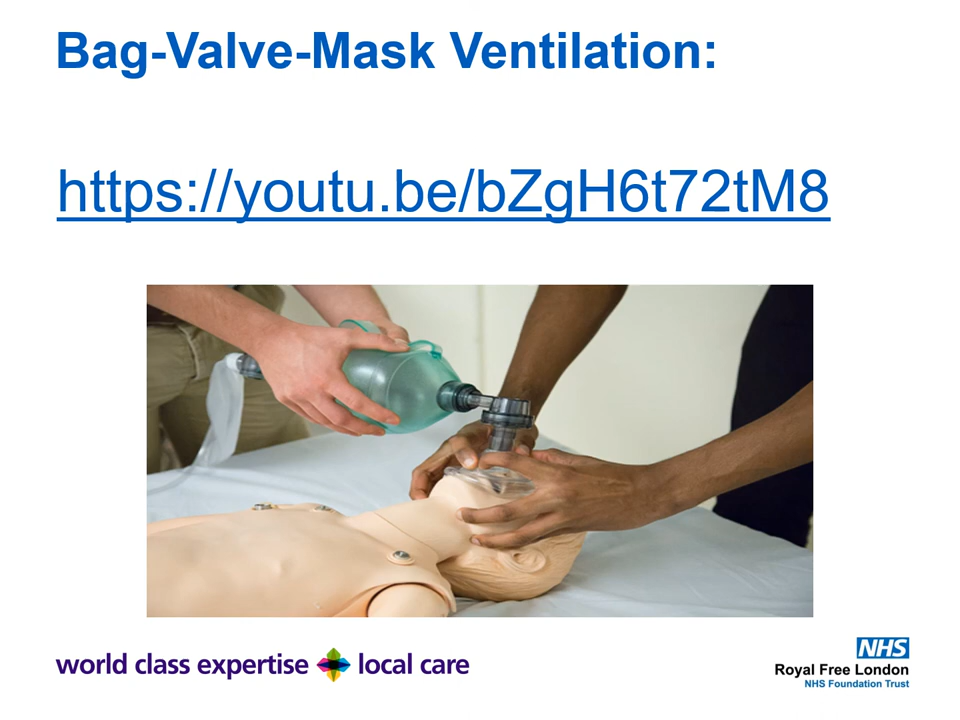 Bag-Valve-Mask Ventilation:
https://youtu.be/bZgH6t72tM8
world class expertise local care
NHS
Royal Free London
NHS Foundation Trust